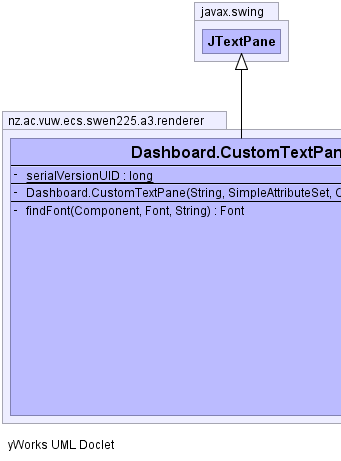 javax.swing
JTextPane
nz.ac.vuw.ecs.swen225.a3.renderer
Dashboard.CustomTextPan
- serialVersionUID : long
- Dashboard.CustomTextPane(String, SimpleAttributeSet, C
- findFont(Component, Font, String) : Font
yWorks UML Doclet